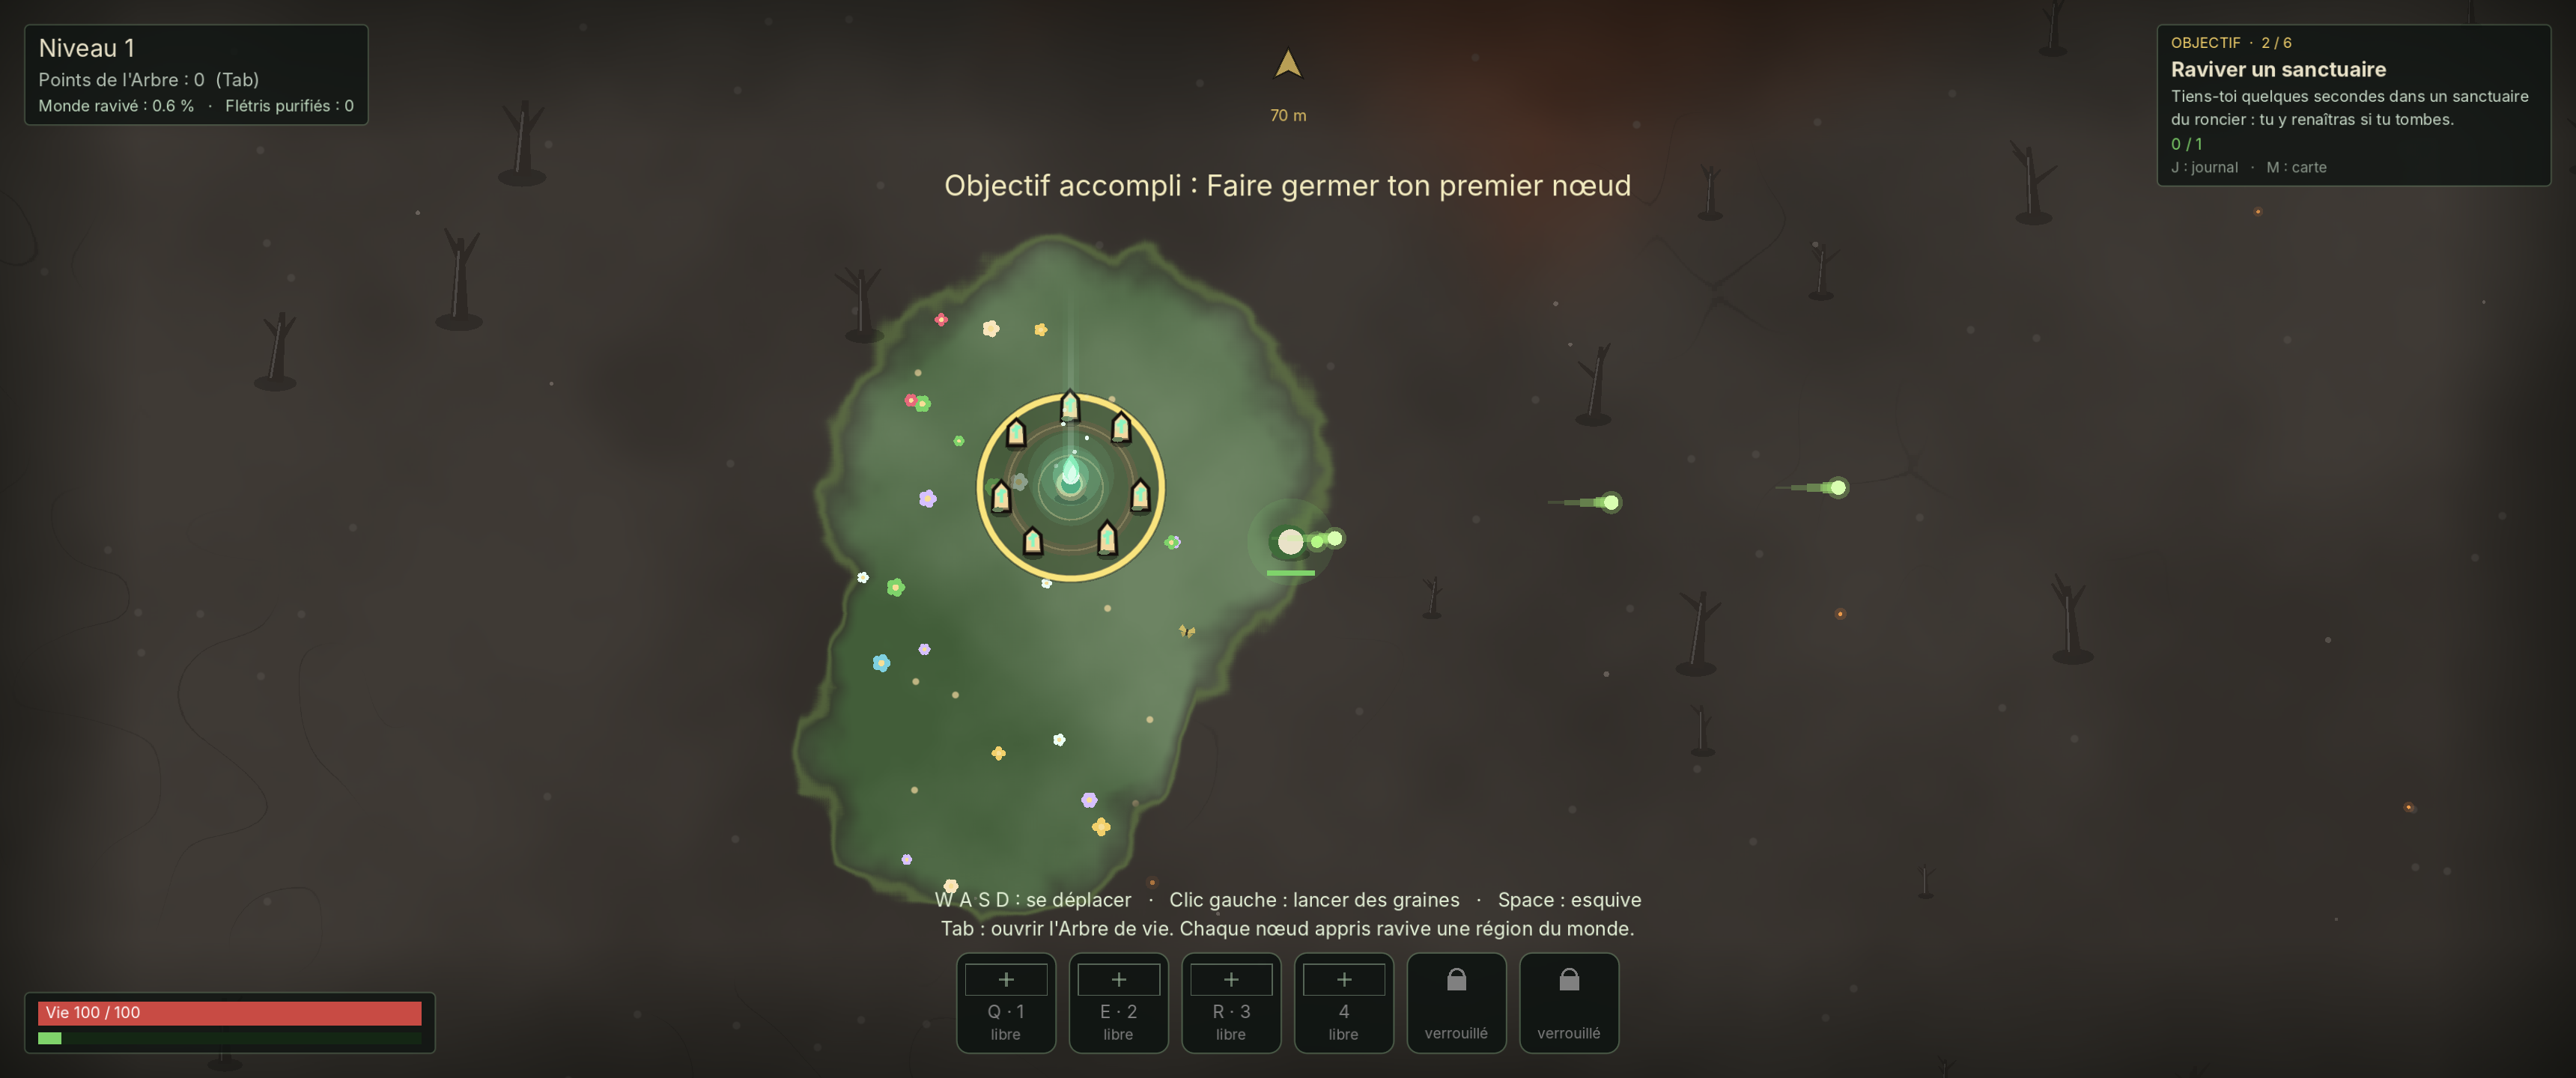 Niveau 1
Points de l'Arbre : 0 (Tab)
Monde ravivé : 0.6 % · Flétris purifiés : 0
70 m
OBJECTIF · 2 / 6
Raviver un sanctuaire
Tiens-toi quelques secondes dans un sanctuaire
du roncier : tu y renaîtras si tu tombes.
0 / 1
J : journal · M : carte
Objectif accompli : Faire germer ton premier nœud
W A S D : se déplacer · Clic gauche : lancer des graines · Space : esquive
Tab : ouvrir l'Arbre de vie. Chaque nœud appris ravive une région du monde.
Vie 100 / 100
Q · 1
libre
E · 2
libre
R · 3
libre
4
libre
verrouillé
verrouillé